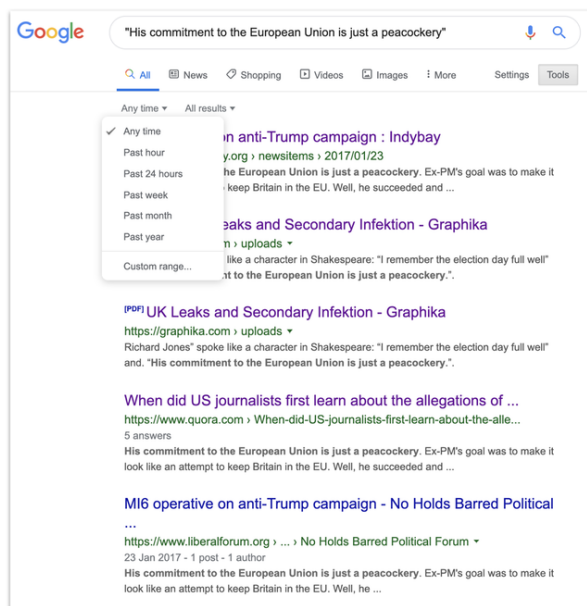 Google
"His commitment to the European Union is just a peacockery"
All News Shopping Videos Images More Settings Tools
Any time All results
Any time
Past hour
Past 24 hours
Past week
Past month
Past year
Custom range...
on anti-Trump campaign : Indybay
y.org › newsitems › 2017/01/23
he European Union is just a peacockery. Ex-PM's goal was to make it
keep Britain in the EU. Well, he succeeded and ...
eaks and Secondary Infektion - Graphika
› uploads
like a character in Shakespeare: "I remember the election day full well"
nt to the European Union is just a peacockery.".
[PDF] UK Leaks and Secondary Infektion - Graphika
https://graphika.com › uploads
Richard Jones" spoke like a character in Shakespeare: "I remember the election day full well"
and. "His commitment to the European Union is just a peacockery.".
When did US journalists first learn about the allegations of ...
https://www.quora.com › When-did-US-journalists-first-learn-about-the-alle...
5 answers
His commitment to the European Union is just a peacockery. Ex-PM's goal was to make it
look like an attempt to keep Britain in the EU. Well, he succeeded and ...
MI6 operative on anti-Trump campaign - No Holds Barred Political
...
https://www.liberalforum.org › ... › No Holds Barred Political Forum
23 Jan 2017 - 1 post - 1 author
His commitment to the European Union is just a peacockery. Ex-PM's goal was to make it
look like an attempt to keep Britain in the EU. Well, he ...